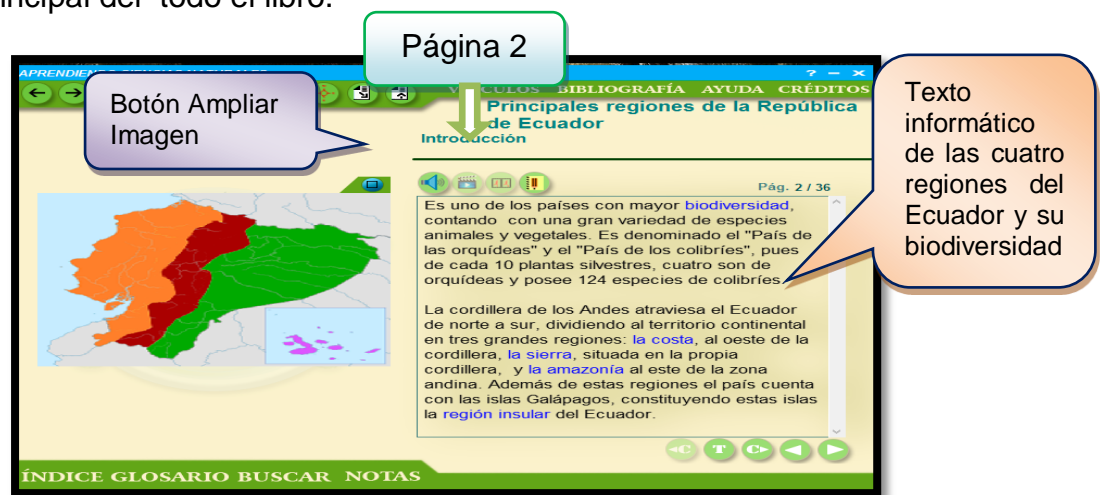 principal del  todo el libro.
Página 2
Botón Ampliar
Imagen
APRENDIE
? – ×
CULOS BIBLIOGRAFÍA AYUDA CRÉDITOS
Principales regiones de la República
de Ecuador
Introducción
Pág. 2 / 36
Es uno de los países con mayor biodiversidad,
contando con una gran variedad de especies
animales y vegetales. Es denominado el "País de
las orquídeas" y el "País de los colibríes", pues
de cada 10 plantas silvestres, cuatro son de
orquídeas y posee 124 especies de colibríes.
La cordillera de los Andes atraviesa el Ecuador
de norte a sur, dividiendo al territorio continental
en tres grandes regiones: la costa, al oeste de la
cordillera, la sierra, situada en la propia
cordillera, y la amazonía al este de la zona
andina. Además de estas regiones el país cuenta
con las islas Galápagos, constituyendo estas islas
la región insular del Ecuador.
Texto
informático
de las cuatro
regiones del
Ecuador y su
biodiversidad
C T C
ÍNDICE GLOSARIO BUSCAR NOTAS